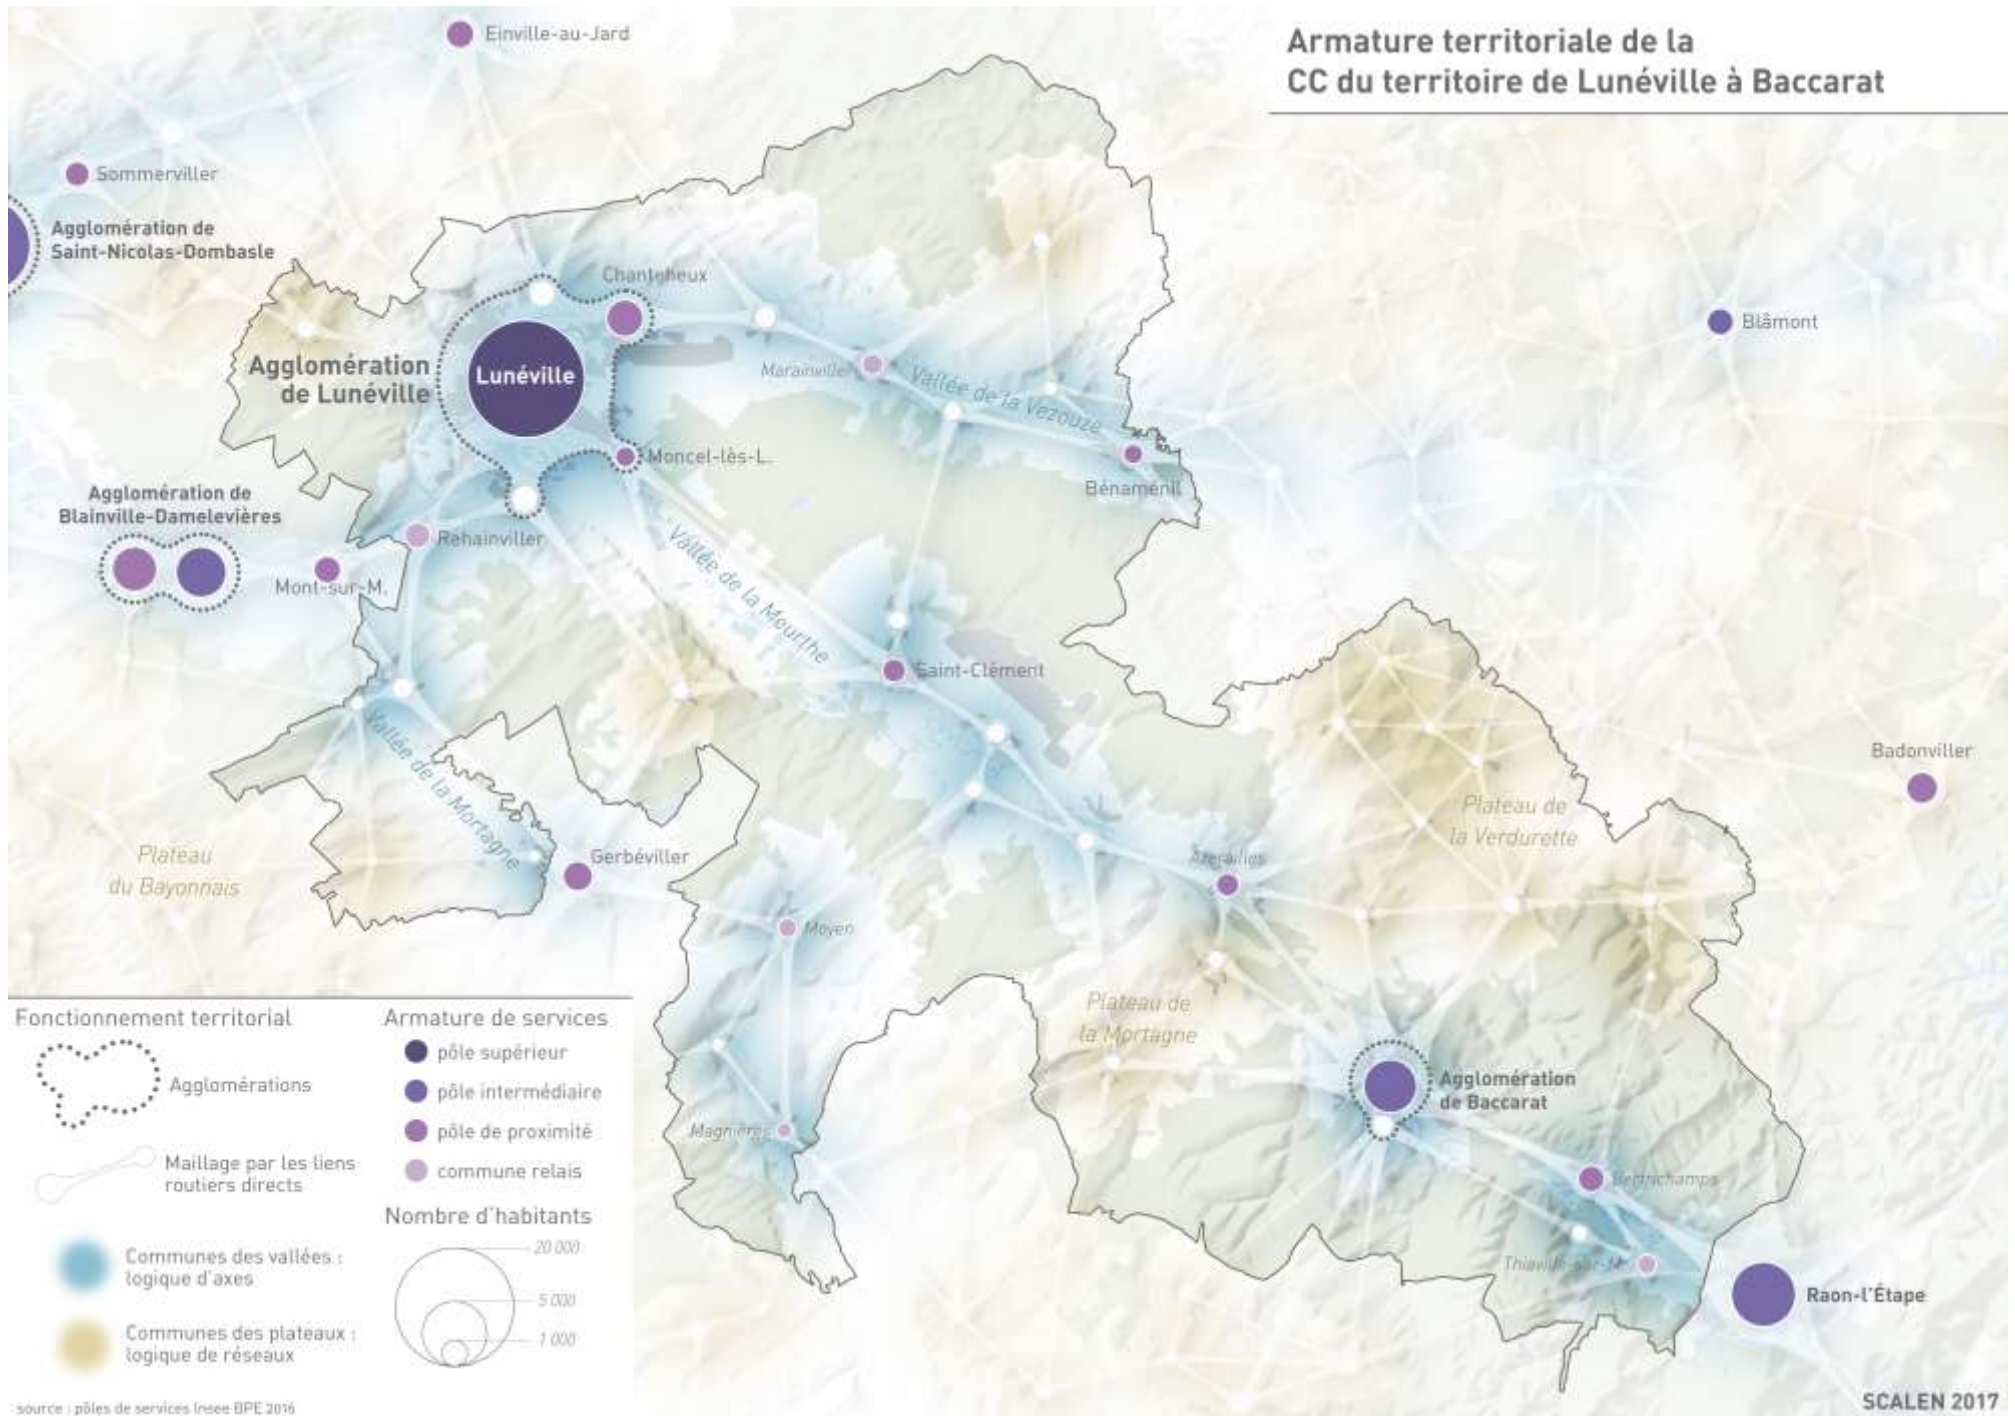 Armature territoriale de la
CC du territoire de Lunéville à Baccarat
Einville-au-Jard
Sommerviller
Agglomération de
Saint-Nicolas-Dombasle
Chanteheux
Blâmont
Agglomération
de Lunéville
Lunéville
Marainviller
Vallée de la Vezouze
Moncel-lès-L.
Bénaménil
Agglomération de
Blainville-Damelevières
Rehainviller
Mont-sur-M.
Vallée de la Meurthe
Saint-Clément
Vallée de la Mortagne
Badonviller
Plateau de
la Verdurette
Plateau
du Bayonnais
Gerbéviller
Azerailles
Moyen
Plateau de
la Mortagne
Agglomération
de Baccarat
Magnières
Bertrichamps
Thiaville-sur-M.
Raon-l'Étape
Fonctionnement territorial
Agglomérations
Maillage par les liens
routiers directs
Communes des vallées :
logique d'axes
Communes des plateaux :
logique de réseaux
Armature de services
pôle supérieur
pôle intermédiaire
pôle de proximité
commune relais
Nombre d'habitants
20 000
5 000
1 000
source : pôles de services Insee BPE 2016
SCALEN 2017